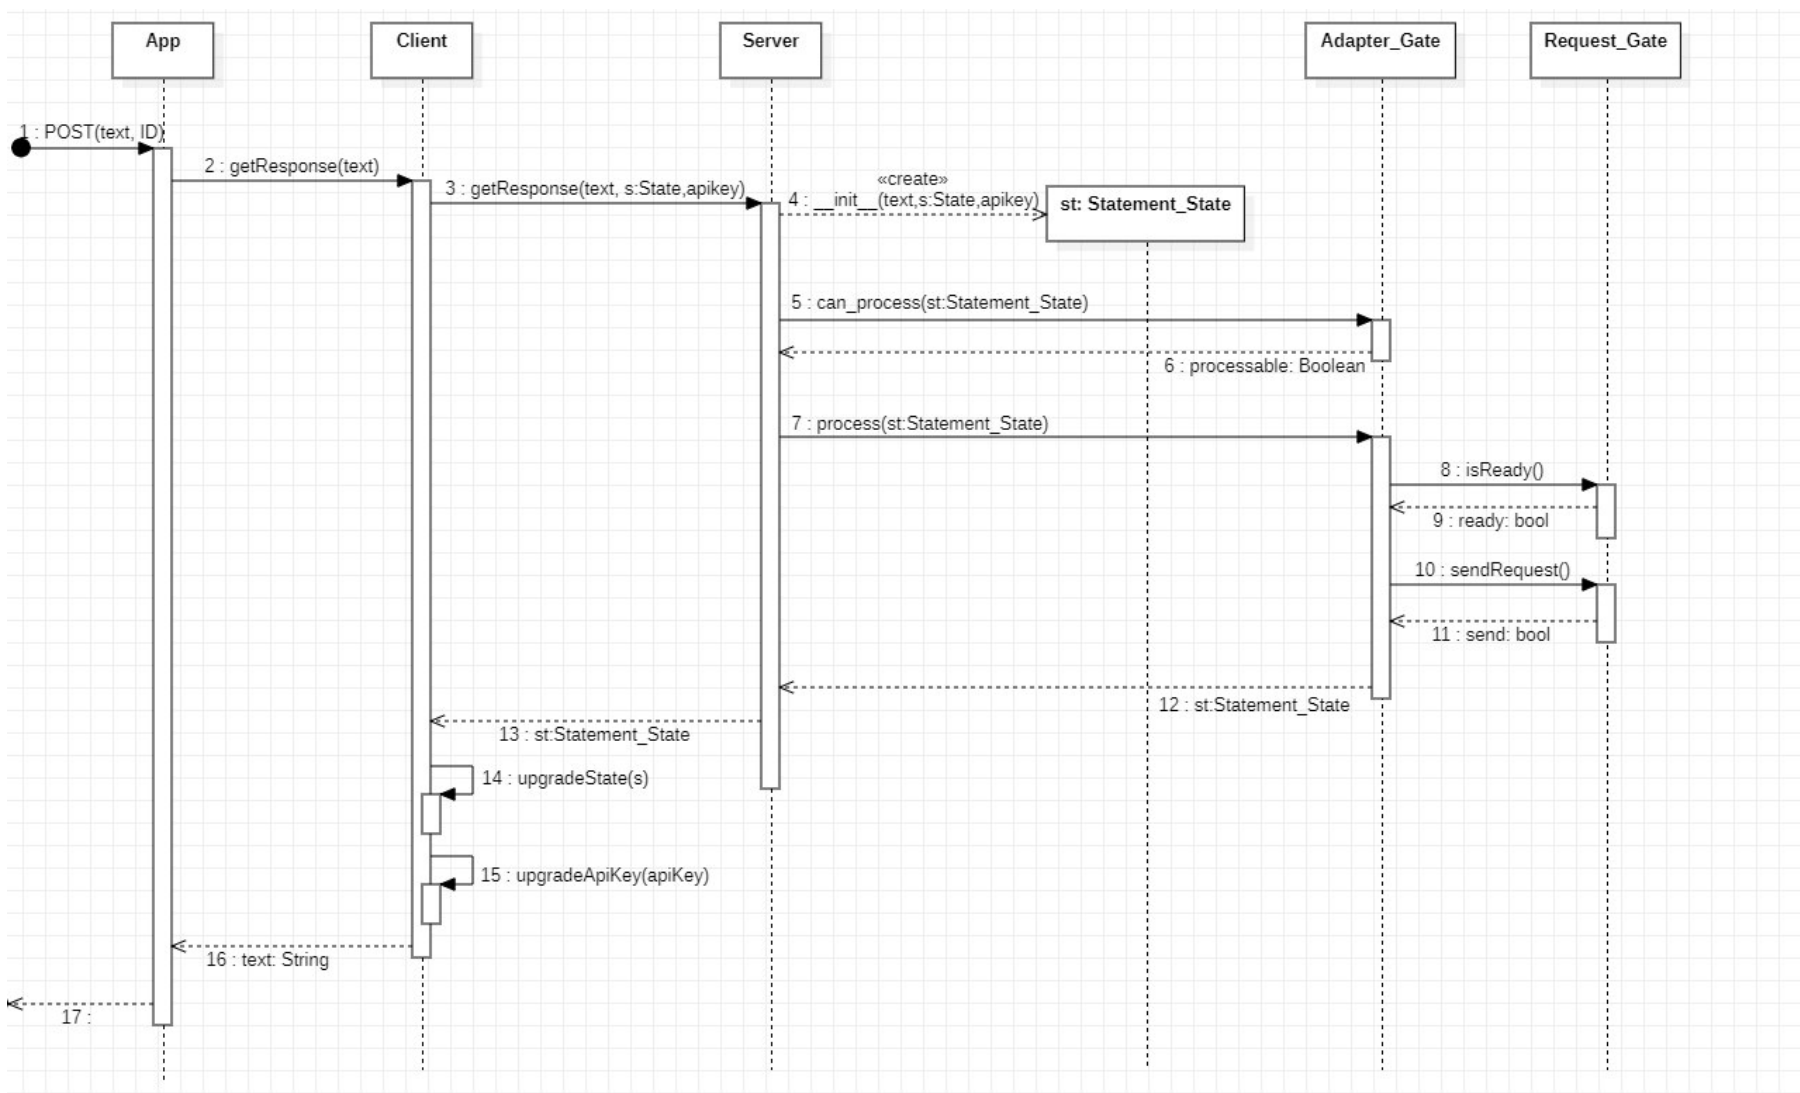 App
Client
Server
Adapter_Gate
Request_Gate
1 : POST(text, ID)
2 : getResponse(text)
3 : getResponse(text, s:State,apikey)
«create»
4 : __init__(text,s:State,apikey)
st: Statement_State
5 : can_process(st:Statement_State)
6 : processable: Boolean
7 : process(st:Statement_State)
8 : isReady()
9 : ready: bool
10 : sendRequest()
11 : send: bool
12 : st:Statement_State
13 : st:Statement_State
14 : upgradeState(s)
15 : upgradeApiKey(apiKey)
16 : text: String
17 :